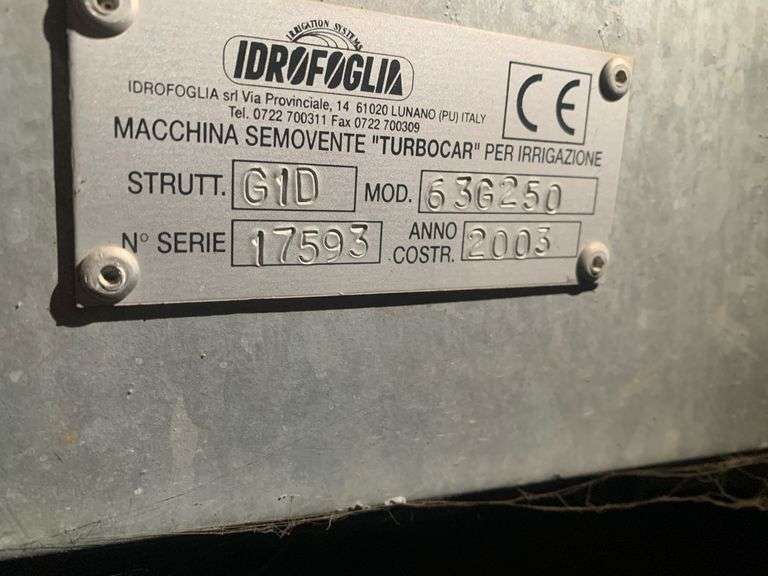 IRRIGATION SYSTEMS
IDROFOGLIA
IDROFOGLIA srl Via Provinciale, 14 61020 LUNANO (PU) ITALY
Tel. 0722 700311 Fax 0722 700309
CE
MACCHINA SEMOVENTE "TURBOCAR" PER IRRIGAZIONE
STRUTT. G1D MOD. 63G250
N° SERIE 17593 ANNO COSTR. 2003